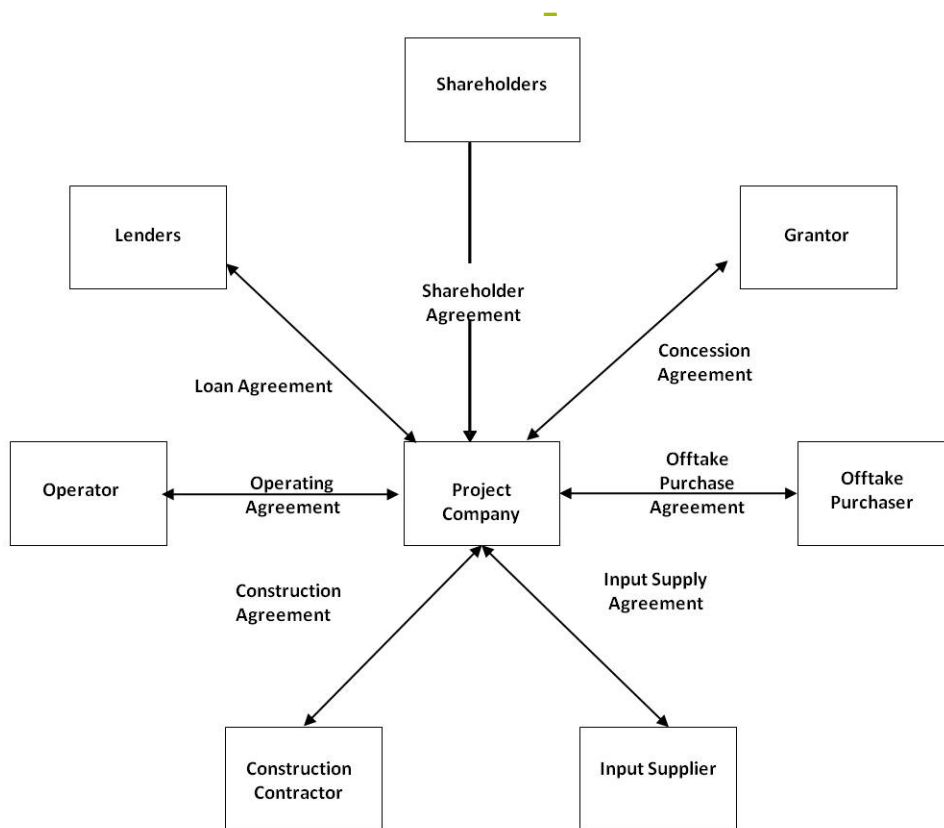 Shareholders
Lenders
Grantor
Shareholder
Agreement
Concession
Agreement
Loan Agreement
Operator
Operating
Agreement
Project
Company
Offtake
Purchase
Agreement
Offtake
Purchaser
Construction
Agreement
Input Supply
Agreement
Construction
Contractor
Input Supplier